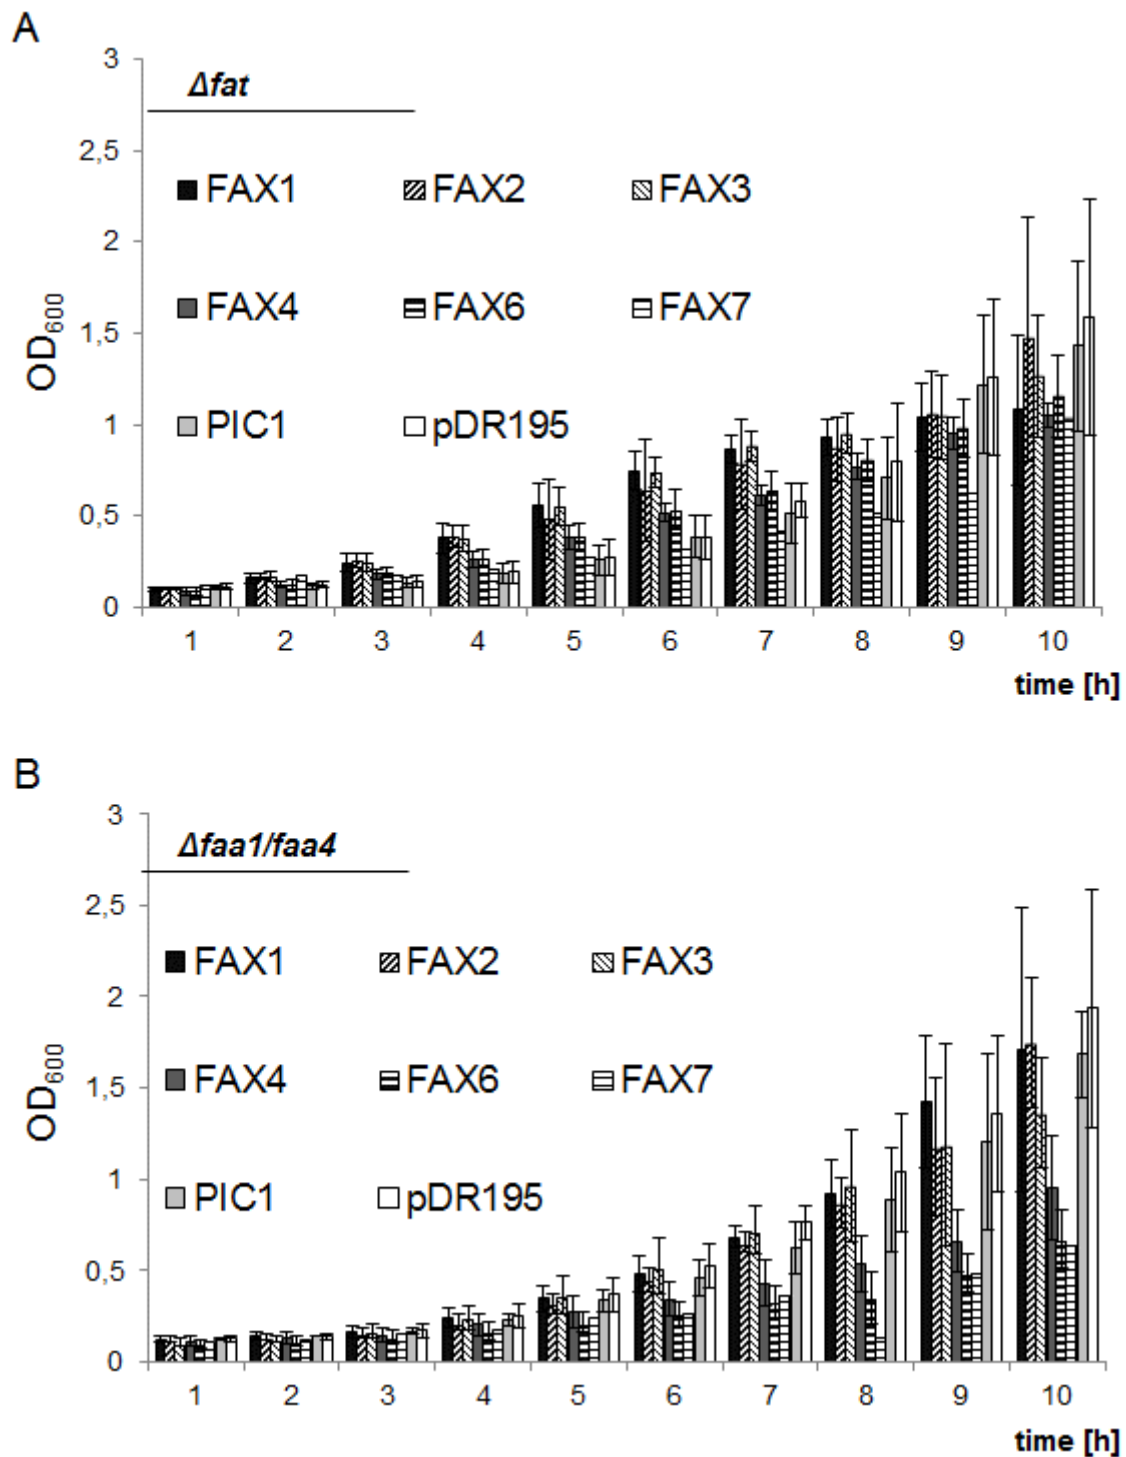 A
3
Δfat
2,5
FAX1 FAX2 FAX3
2
FAX4 FAX6 FAX7
1,5
OD600
PIC1 pDR195
1
0,5
0
1 2 3 4 5 6 7 8 9 10
time [h]
B
3
Δfaa1/faa4
2,5
FAX1 FAX2 FAX3
2
FAX4 FAX6 FAX7
1,5
OD600
PIC1 pDR195
1
0,5
0
1 2 3 4 5 6 7 8 9 10
time [h]